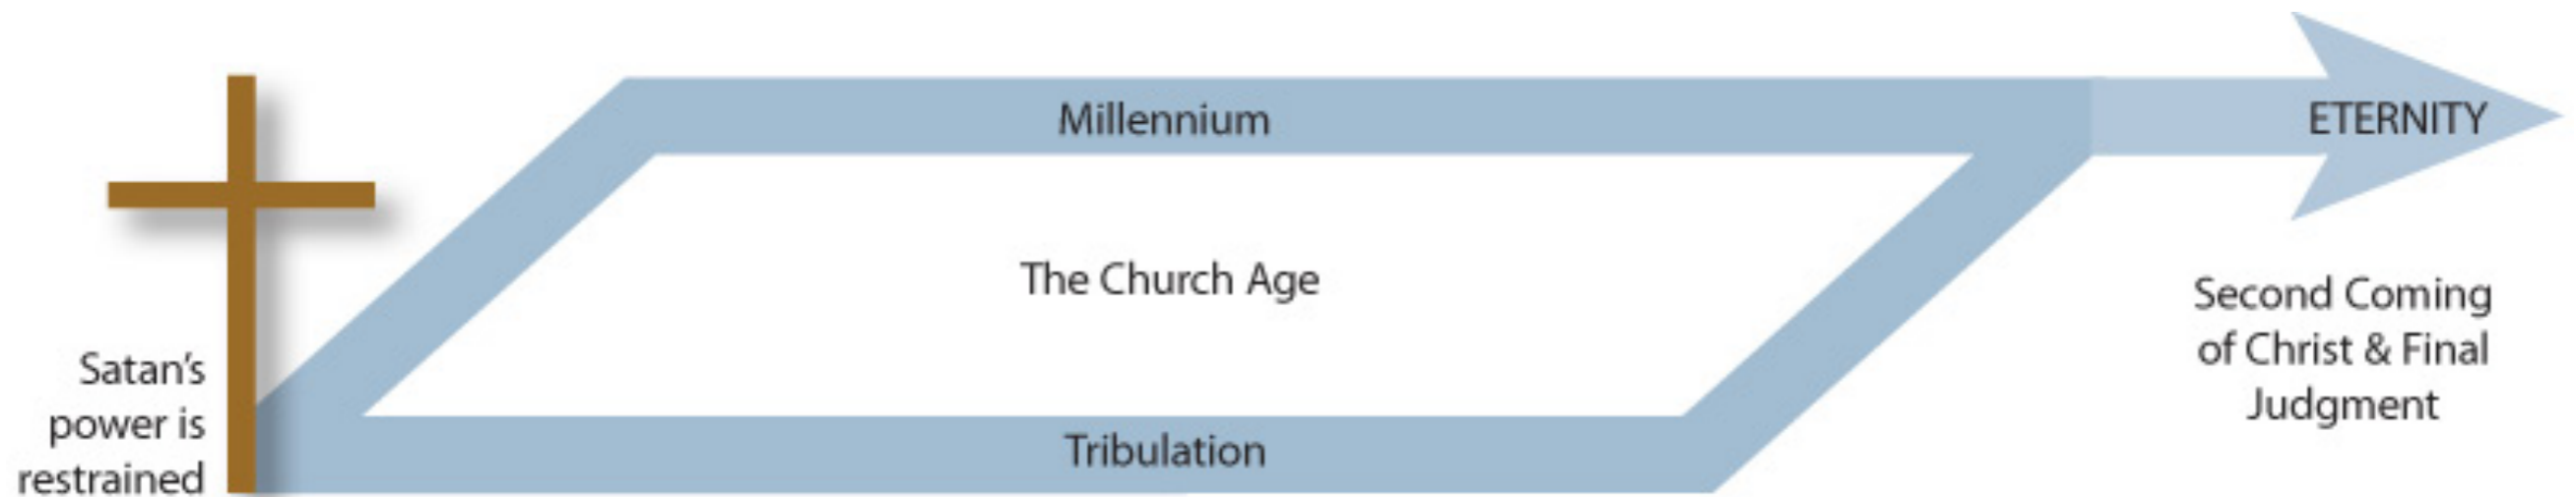 Satan's
power is
restrained
Millennium
The Church Age
Tribulation
ETERNITY
Second Coming
of Christ & Final
Judgment